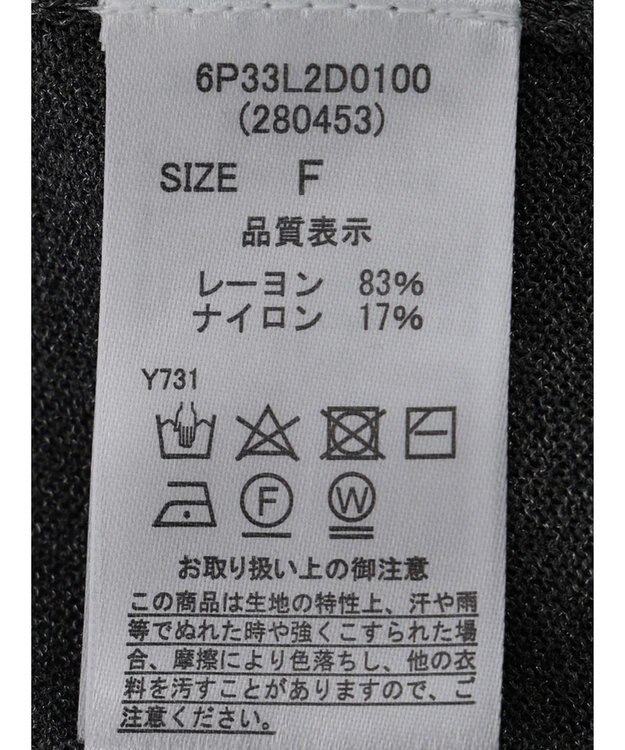 6P33L2D0100
(280453)
SIZE F
品質表示
レーヨン 83%
ナイロン 17%
Y731
F W
お取り扱い上の御注意
この商品は生地の特性上、汗や雨
等でぬれた時や強くこすられた場
合、摩擦により色落ちし、他の衣
料を汚すことがありますので、ご
注意ください。